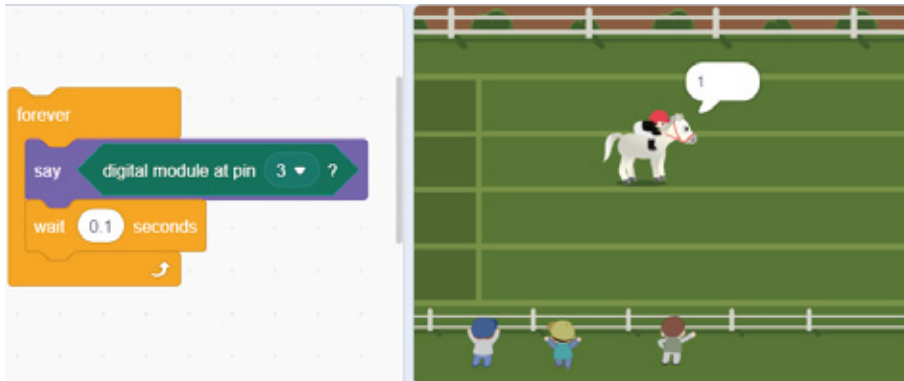 forever
say digital module at pin 3 ?
wait 0.1 seconds
1